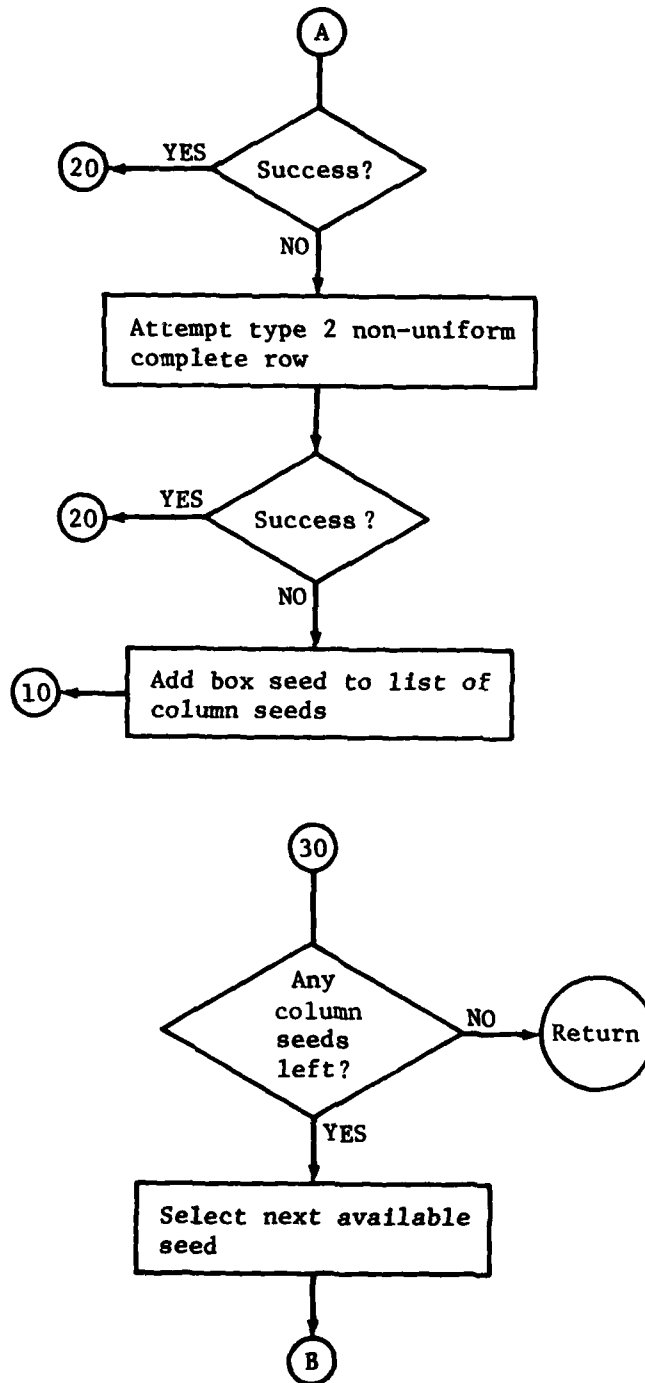 A
Success?
YES
20
NO
Attempt type 2 non-uniform
complete row
Success?
YES
20
NO
Add box seed to list of
column seeds
10
30
Any
column
seeds
left?
NO
Return
YES
Select next available
seed
B